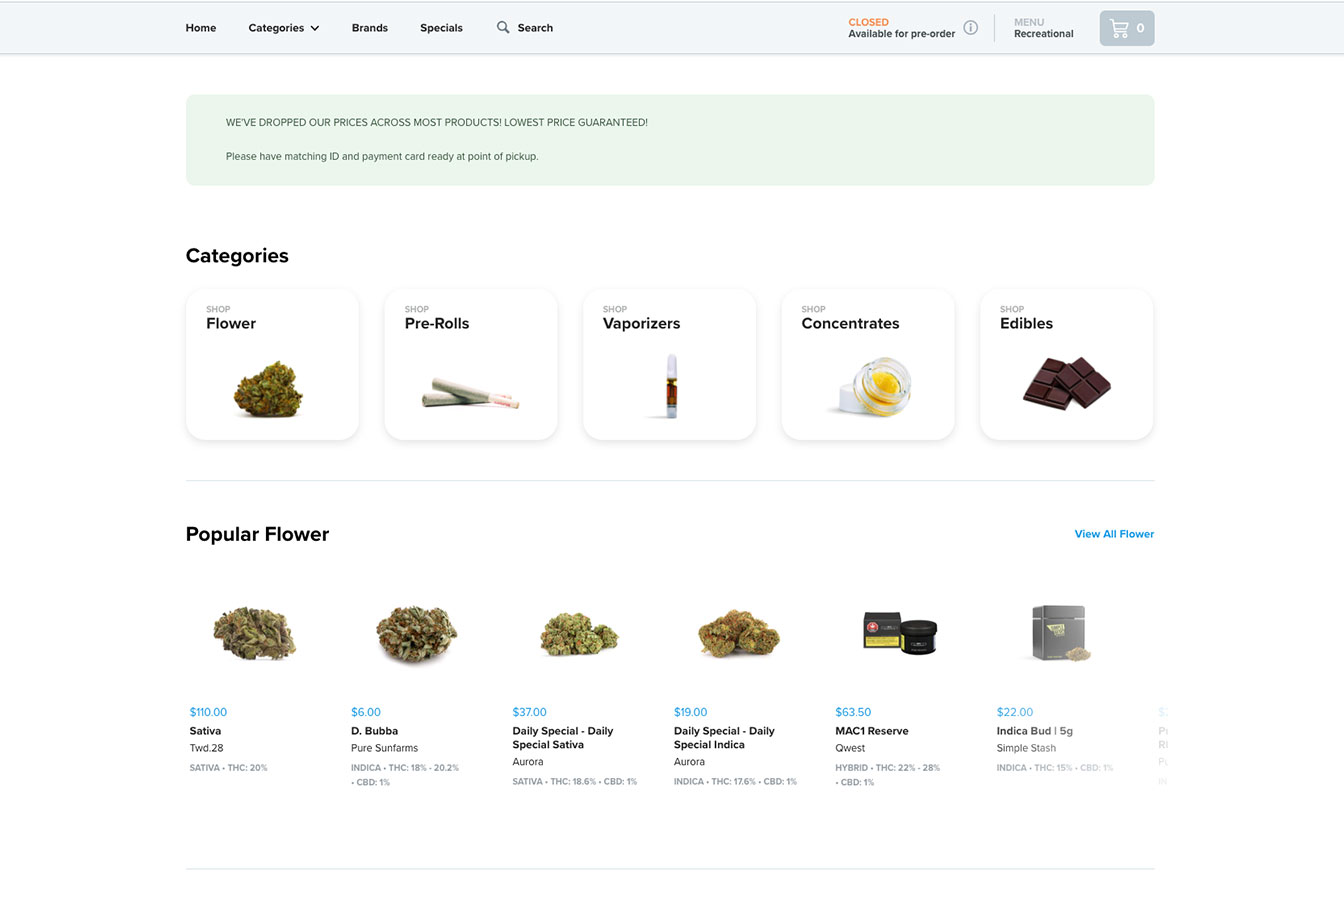 Home Categories Brands Specials Search
CLOSED
Available for pre-order
MENU
Recreational
0
WE'VE DROPPED OUR PRICES ACROSS MOST PRODUCTS! LOWEST PRICE GUARANTEED!
Please have matching ID and payment card ready at point of pickup.
Categories
SHOP
Flower
SHOP
Pre-Rolls
SHOP
Vaporizers
SHOP
Concentrates
SHOP
Edibles
Popular Flower
View All Flower
$110.00
Sativa
Twd.28
SATIVA • THC: 20%
$6.00
D. Bubba
Pure Sunfarms
INDICA • THC: 18% - 20.2%
• CBD: 1%
$37.00
Daily Special - Daily
Special Sativa
Aurora
SATIVA • THC: 18.6% • CBD: 1%
$19.00
Daily Special - Daily
Special Indica
Aurora
INDICA • THC: 17.6% • CBD: 1%
$63.50
MAC1 Reserve
Qwest
HYBRID • THC: 22% - 28%
• CBD: 1%
$22.00
Indica Bud | 5g
Simple Stash
INDICA • THC: 15% • CBD: 1%